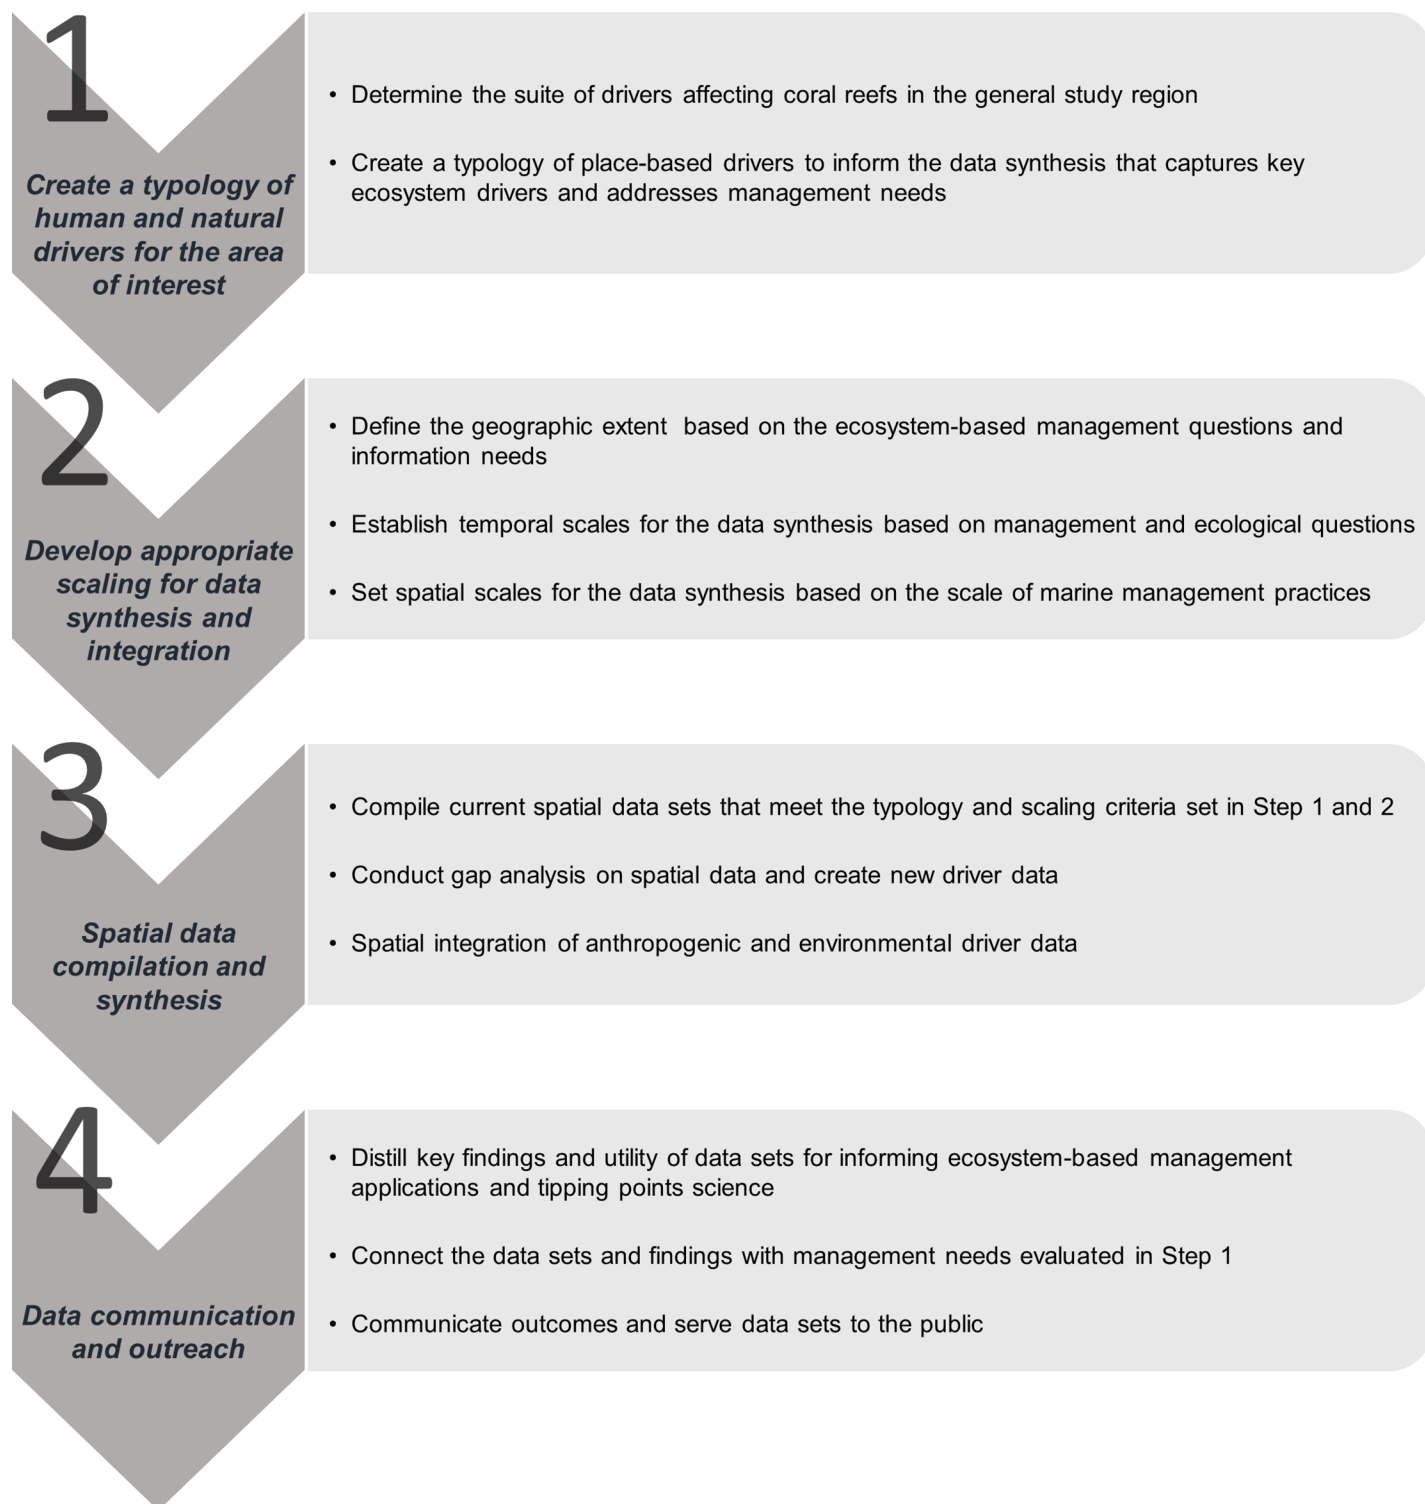 1
Create a typology of
human and natural
drivers for the area
of interest
• Determine the suite of drivers affecting coral reefs in the general study region
• Create a typology of place-based drivers to inform the data synthesis that captures key
ecosystem drivers and addresses management needs
2
Develop appropriate
scaling for data
synthesis and
integration
• Define the geographic extent based on the ecosystem-based management questions and
information needs
• Establish temporal scales for the data synthesis based on management and ecological questions
• Set spatial scales for the data synthesis based on the scale of marine management practices
3
Spatial data
compilation and
synthesis
• Compile current spatial data sets that meet the typology and scaling criteria set in Step 1 and 2
• Conduct gap analysis on spatial data and create new driver data
• Spatial integration of anthropogenic and environmental driver data
4
Data communication
and outreach
• Distill key findings and utility of data sets for informing ecosystem-based management
applications and tipping points science
• Connect the data sets and findings with management needs evaluated in Step 1
• Communicate outcomes and serve data sets to the public